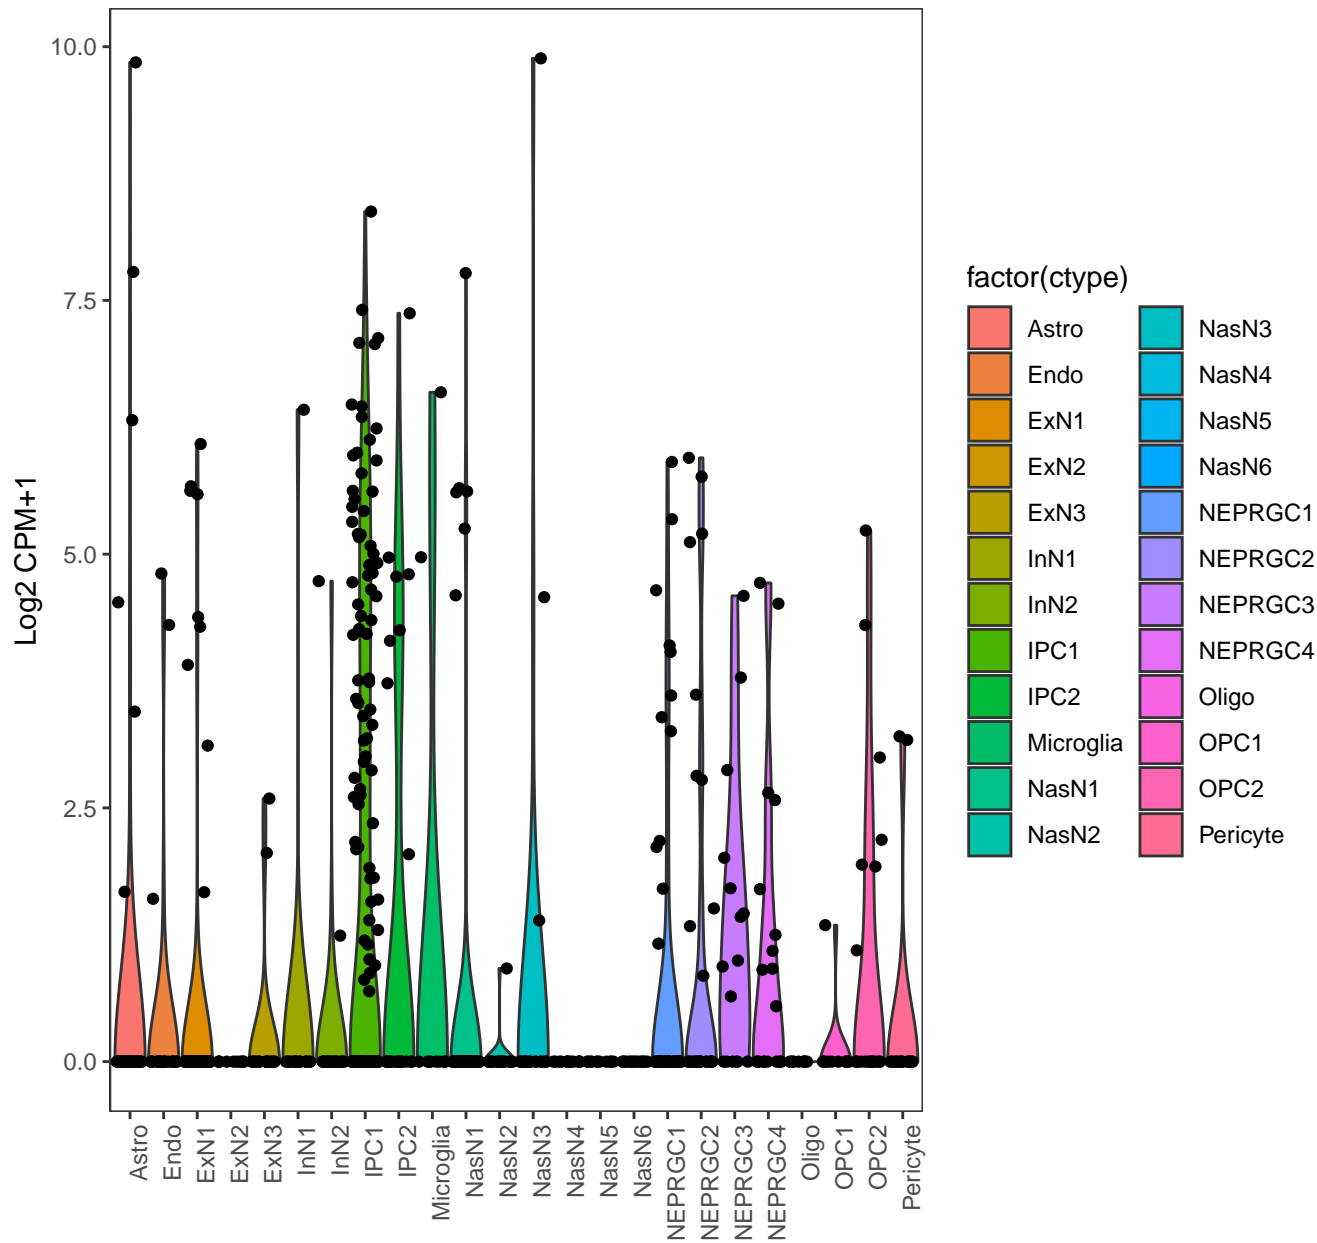 10.0
7.5
5.0
2.5
0.0
Log2 CPM+1
Astro
Endo
ExN1
ExN2
ExN3
InN1
InN2
IPC1
IPC2
Microglia
NasN1
NasN2
NasN3
NasN4
NasN5
NasN6
NEPRGC1
NEPRGC2
NEPRGC3
NEPRGC4
Oligo
OPC1
OPC2
Pericyte
factor(ctype)
Astro
Endo
ExN1
ExN2
ExN3
InN1
InN2
IPC1
IPC2
Microglia
NasN1
NasN2
NasN3
NasN4
NasN5
NasN6
NEPRGC1
NEPRGC2
NEPRGC3
NEPRGC4
Oligo
OPC1
OPC2
Pericyte